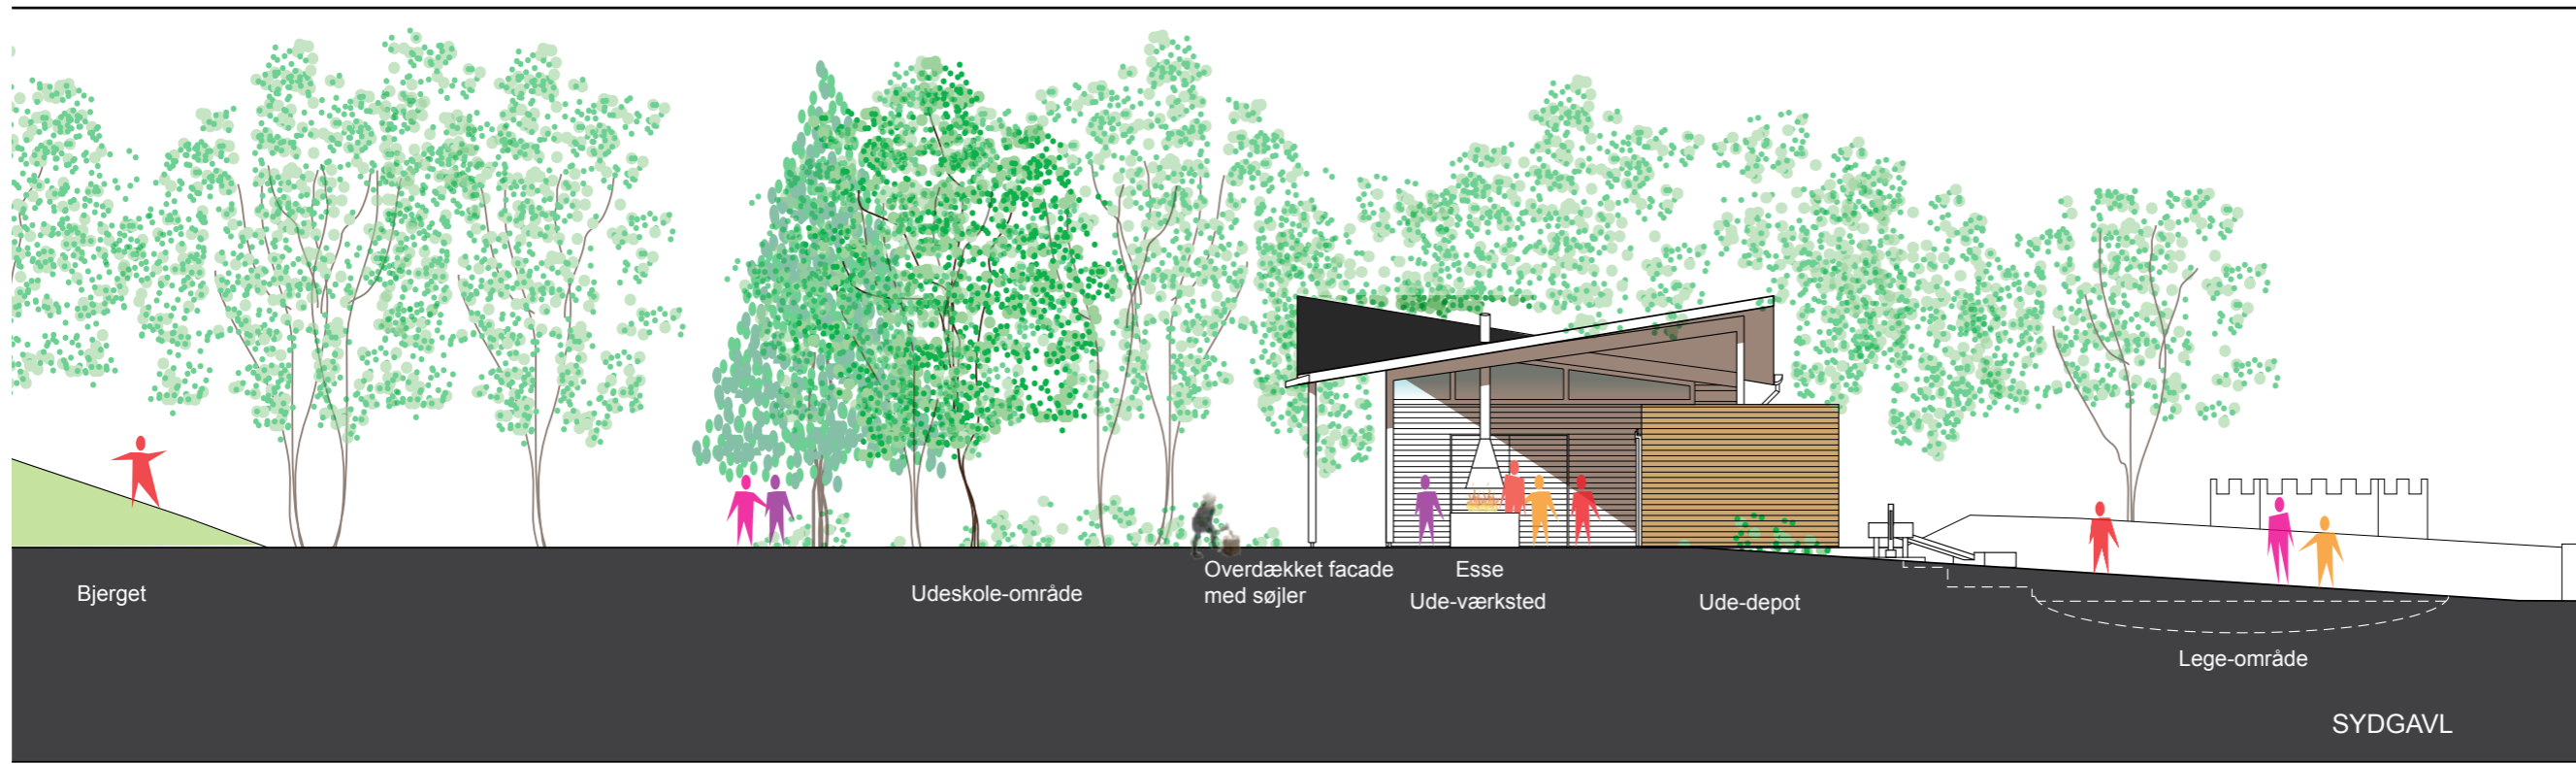 Bjerget
Udeskole-område
Overdækket facade
med søjler
Esse
Ude-værksted
Ude-depot
Lege-område
SYDGAVL